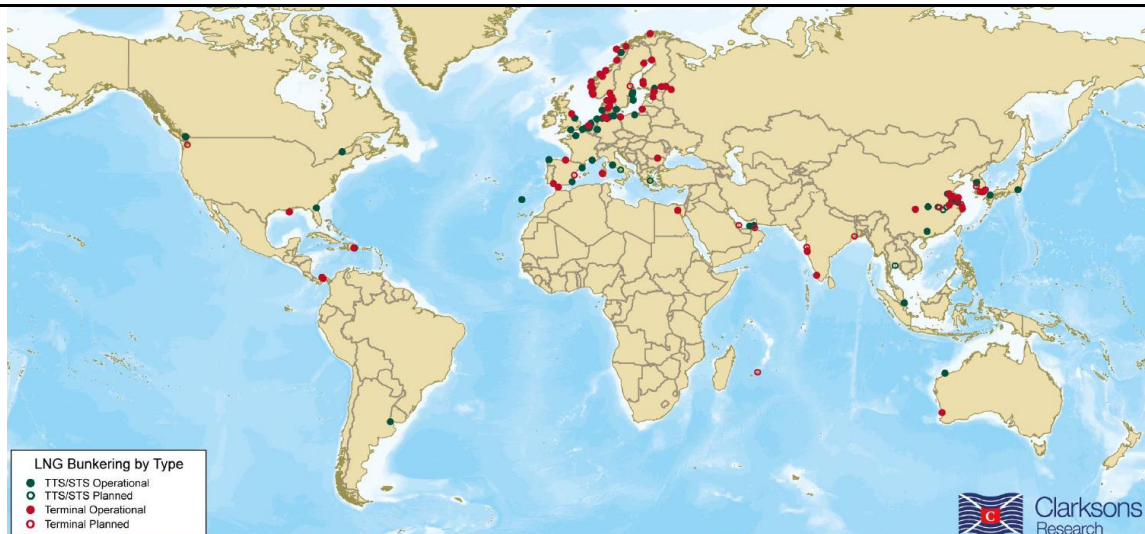 LNG Bunkering by Type
TTS/STS Operational
TTS/STS Planned
Terminal Operational
Terminal Planned
C
Clarksons
Research